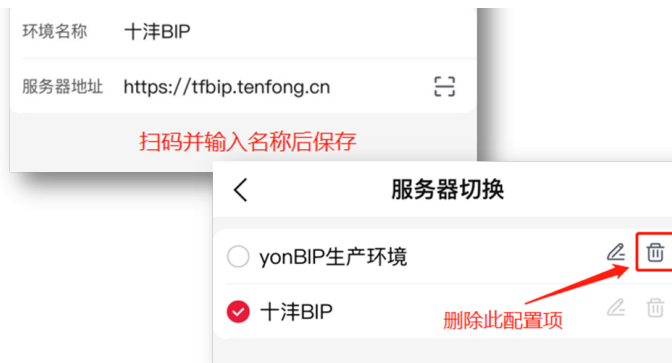 环境名称 十沣BIP
服务器地址 https://tfbip.tenfong.cn
扫码并输入名称后保存
服务器切换
yonBIP生产环境
十沣BIP
删除此配置项